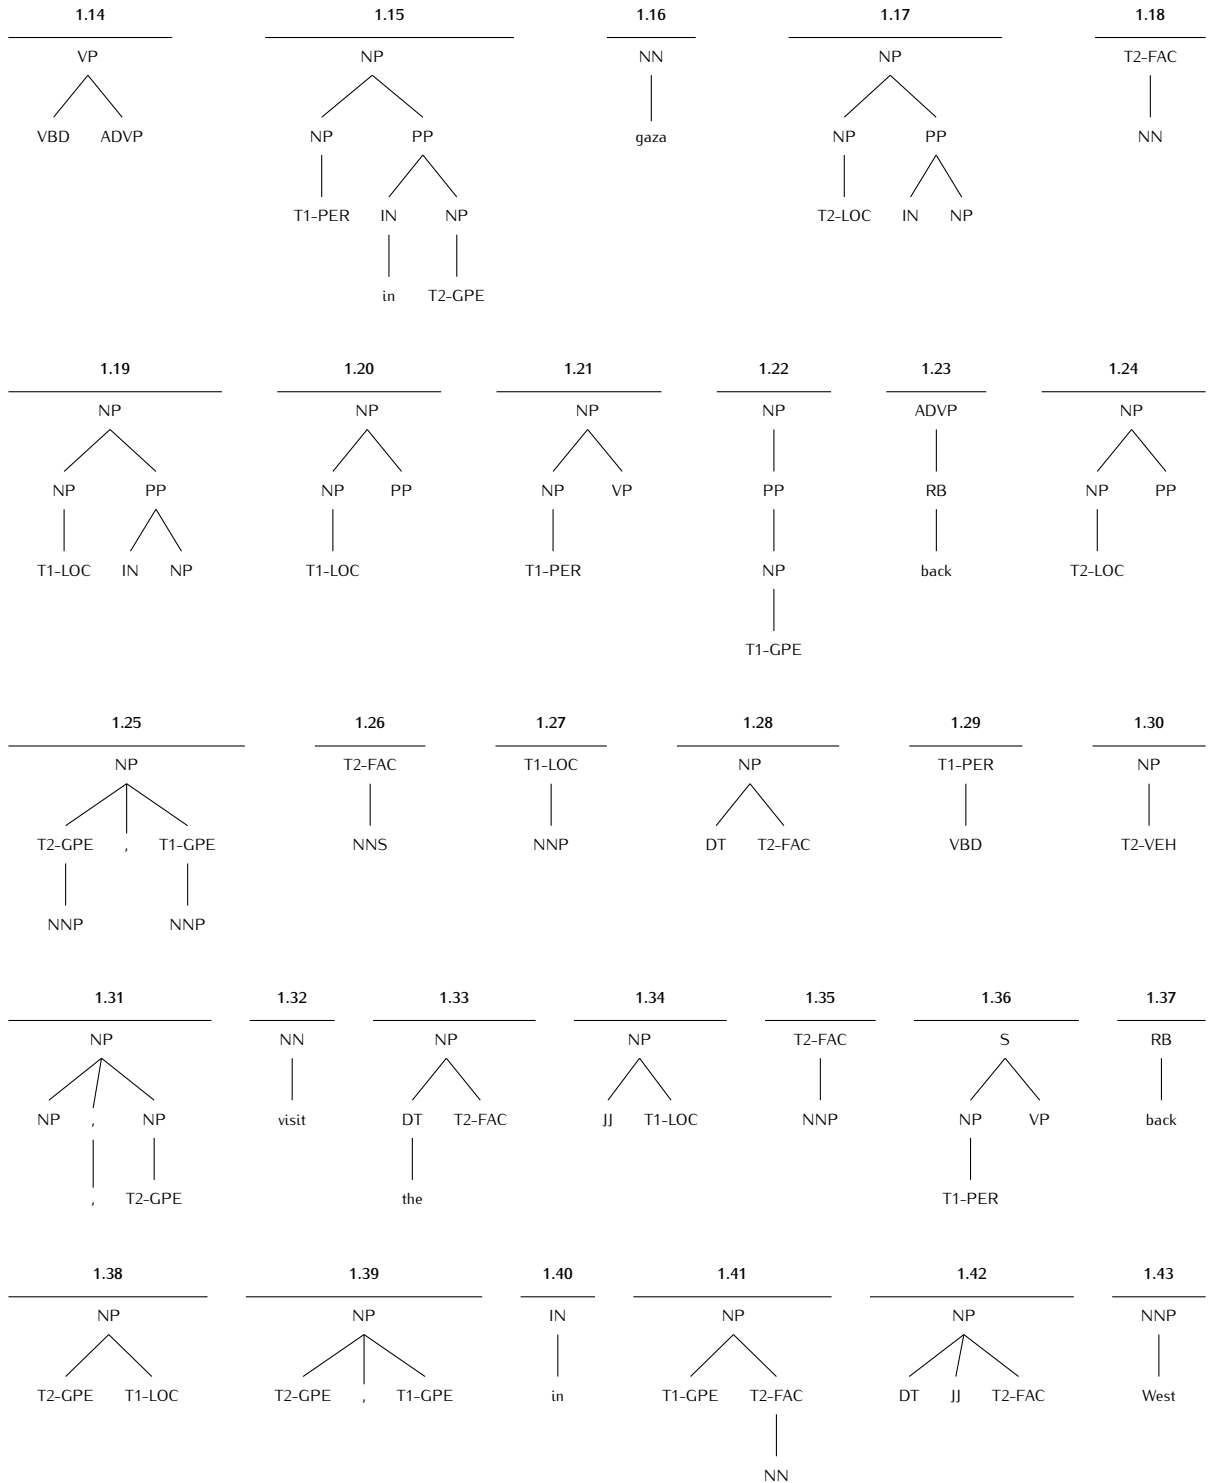 1.14 1.15 1.16 1.17 1.18
VP NP NN NP T2-FAC
VBD ADVP NP PP gaza NP PP NN
T1-PER IN NP T2-LOC IN NP
in T2-GPE
1.19 1.20 1.21 1.22 1.23 1.24
NP NP NP NP ADVP NP
NP PP NP PP NP VP PP RB NP PP
T1-LOC IN NP T1-LOC T1-PER NP back T2-LOC
T1-GPE
1.25 1.26 1.27 1.28 1.29 1.30
NP T2-FAC T1-LOC NP T1-PER NP
T2-GPE , T1-GPE NNS NNP DT T2-FAC VBD T2-VEH
NNP NNP
1.31 1.32 1.33 1.34 1.35 1.36 1.37
NP NN NP NP T2-FAC S RB
NP , NP visit DT T2-FAC JJ T1-LOC NNP NP VP back
, T2-GPE the T1-PER
1.38 1.39 1.40 1.41 1.42 1.43
NP NP IN NP NP NNP
T2-GPE T1-LOC T2-GPE , T1-GPE in T1-GPE T2-FAC DT JJ T2-FAC West
NN